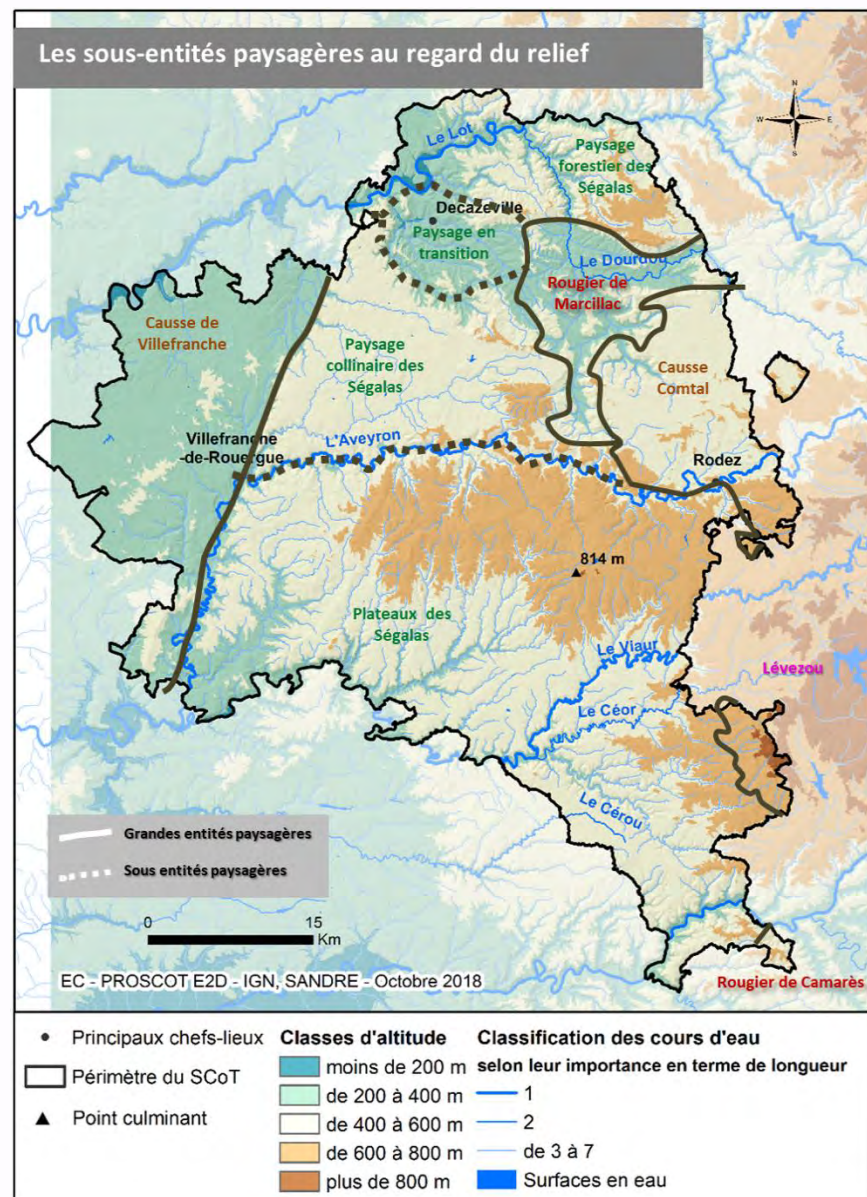 Les sous-entités paysagères au regard du relief
N
W
E
S
Le Lot
Paysage
forestier des
Ségalas
Decazeville
Paysage en
transition
Le Dourdou
Rougier de
Marcillac
Causse de
Villefranche
Paysage
collinaire des
Ségalas
Causse
Comtal
Villefranche
-de-Rouergue
L'Aveyron
Rodez
814 m
Plateaux des
Ségalas
Le Viaur
Lévezou
Le Céor
Le Cérou
Grandes entités paysagères
Sous entités paysagères
0
15
Km
EC - PROSCOT E2D - IGN, SANDRE - Octobre 2018
Rougier de Camarès
Principaux chefs-lieux
Périmètre du SCoT
Point culminant
Classes d'altitude
moins de 200 m
de 200 à 400 m
de 400 à 600 m
de 600 à 800 m
plus de 800 m
Classification des cours d'eau
selon leur importance en terme de longueur
1
2
de 3 à 7
Surfaces en eau